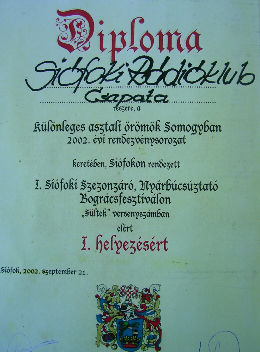 Diploma
Siófoki Rádióklub
Csapata
részére, a
Különleges asztali örömök Somogyban
2002. évi rendezvénysorozat
keretében, Siófokon rendezett
I. Siófoki Szezonzáró, Nyárbúcsúztató
Bográcsfesztiválon
„Sültek" versenyszámban
elért
I. helyezésért
Siófok, 2002. szeptember 21.